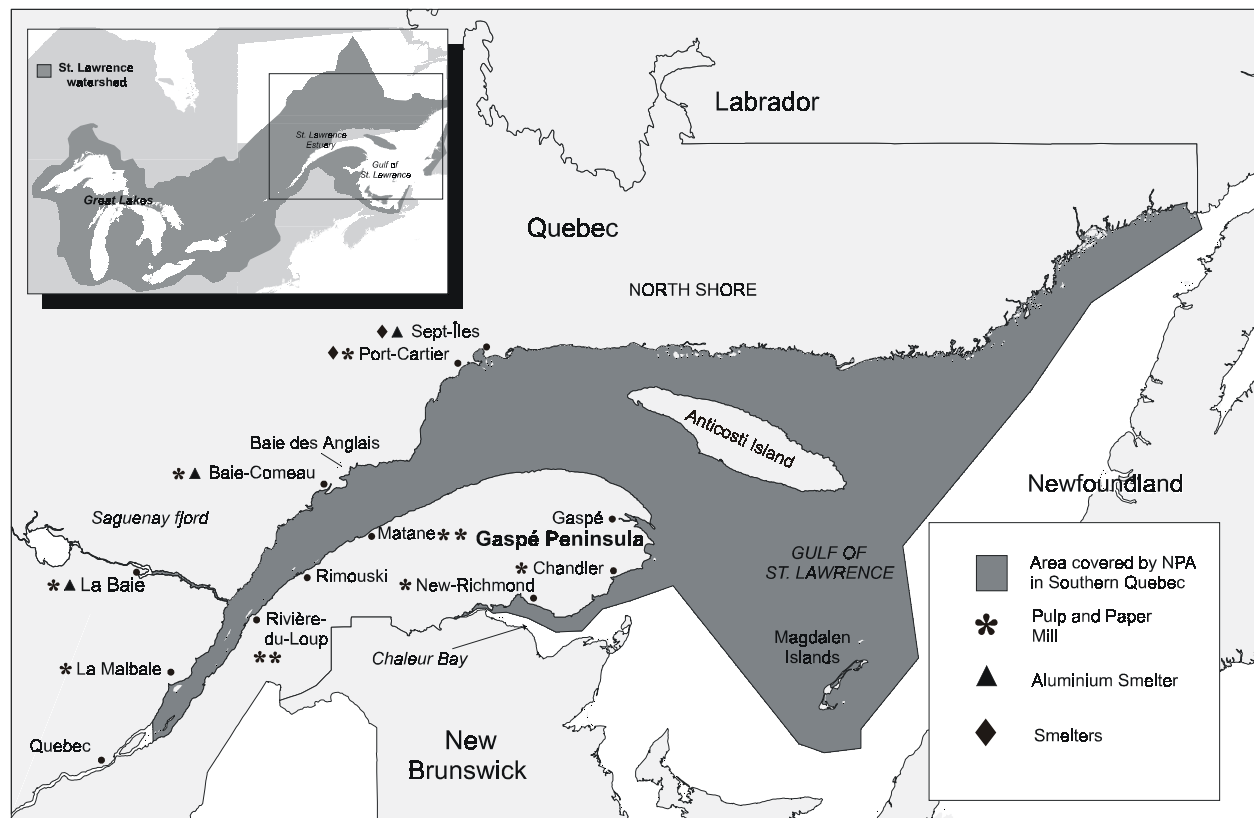 St. Lawrence
watershed
St. Lawrence
Estuary
Gulf of
St. Lawrence
Great Lakes
Labrador
Quebec
NORTH SHORE
Sept-Îles
Port-Cartier
Baie des Anglais
Baie-Comeau
Anticosti Island
Newfoundland
Saguenay fjord
Gaspé
Matane
Gaspé Peninsula
Chandler
La Baie
Rimouski
New-Richmond
GULF OF
ST. LAWRENCE
Rivière-
du-Loup
Chaleur Bay
Magdalen
Islands
La Malbaie
Quebec
New
Brunswick
Area covered by NPA
in Southern Quebec
Pulp and Paper
Mill
Aluminium Smelter
Smelters